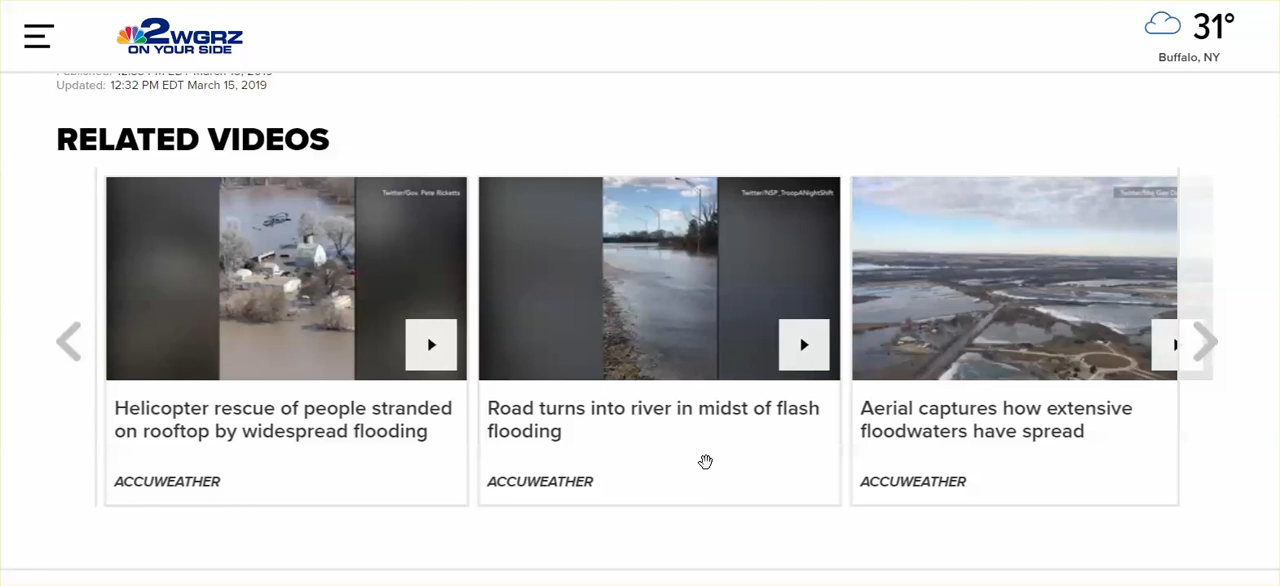 2 WGRZ
ON YOUR SIDE
31°
Buffalo, NY
Updated: 12:32 PM EDT March 15, 2019
RELATED VIDEOS
Twitter/Gov. Pete Ricketts
Twitter/NSP_TroopANightShift
Helicopter rescue of people stranded
on rooftop by widespread flooding
ACCUWEATHER
Road turns into river in midst of flash
flooding
ACCUWEATHER
Aerial captures how extensive
floodwaters have spread
ACCUWEATHER